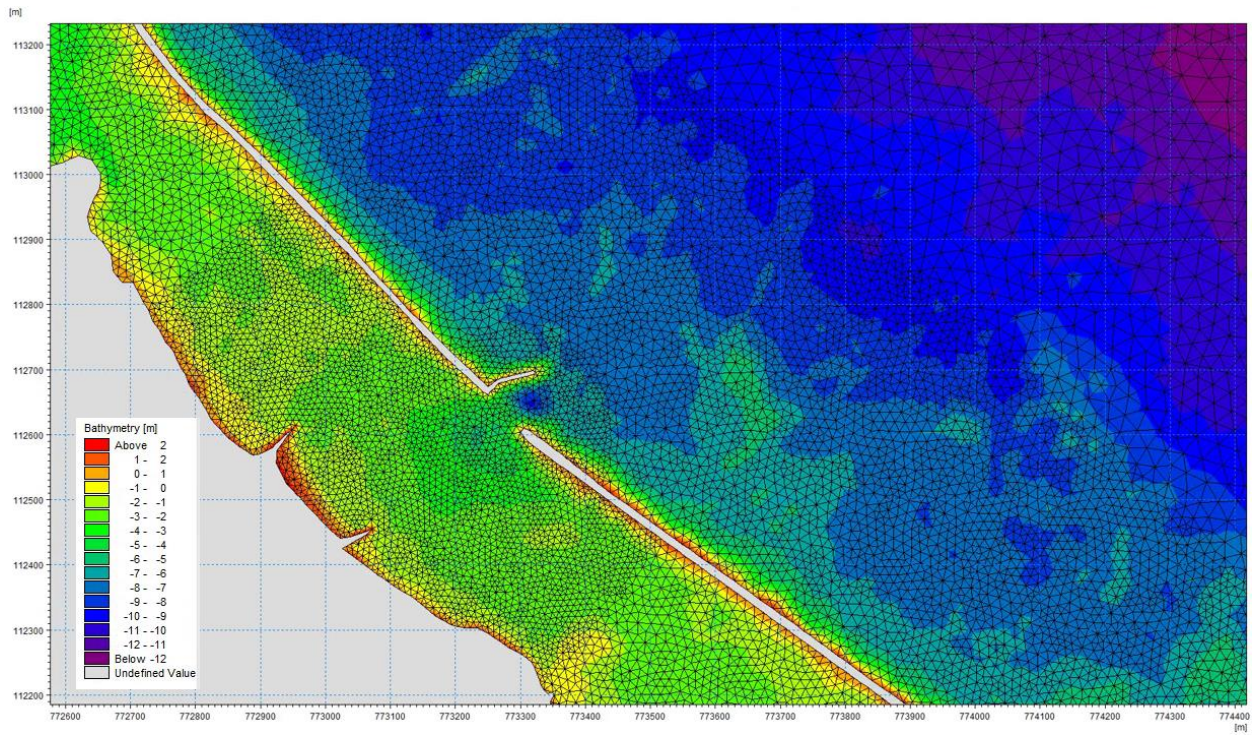 [m]
113200
113100
113000
112900
112800
112700
112600
112500
112400
112300
112200
Bathymetry [m]
Above 2
1 - 2
0 - 1
-1 - 0
-2 - -1
-3 - -2
-4 - -3
-5 - -4
-6 - -5
-7 - -6
-8 - -7
-9 - -8
-10 - -9
-11 - -10
-12 - -11
Below -12
Undefined Value
772600 772700 772800 772900 773000 773100 773200 773300 773400 773500 773600 773700 773800 773900 774000 774100 774200 774300 774400
[m]